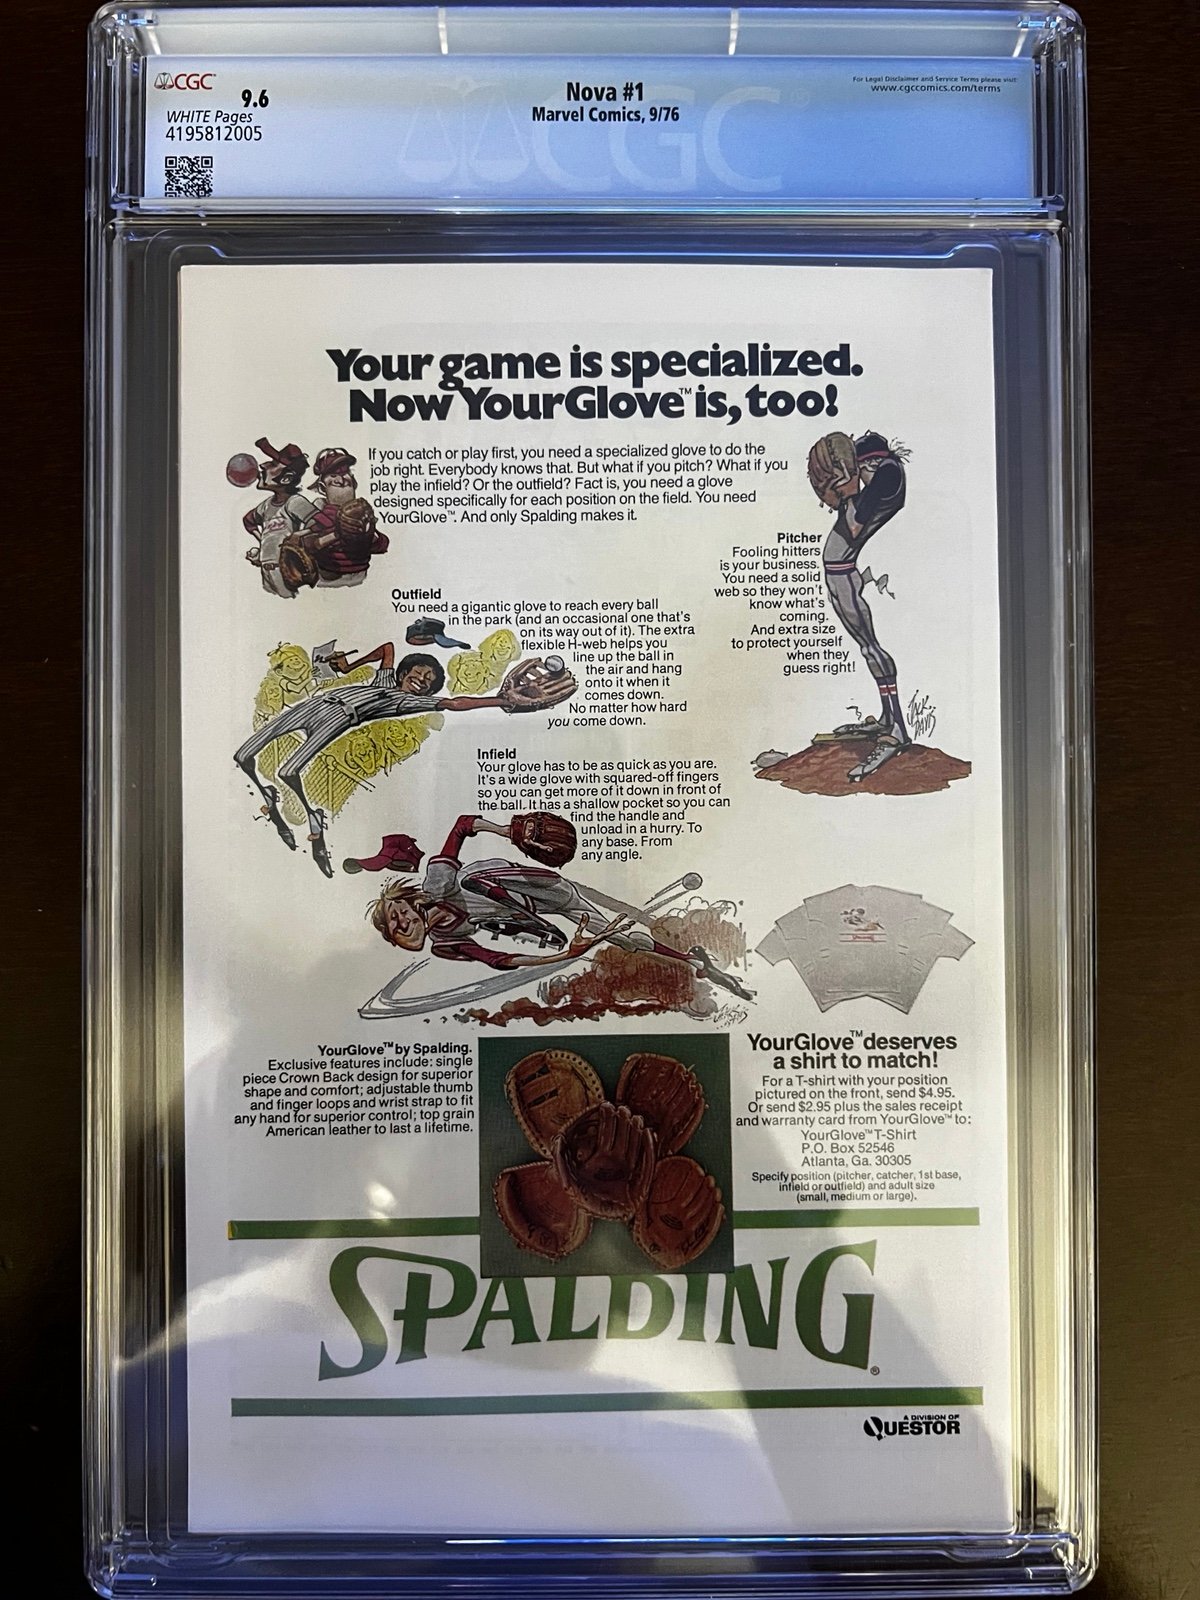 CGC
9.6
WHITE Pages
4195812005
Nova #1
Marvel Comics, 9/76
For Legal Disclaimer and Service Terms please visit:
www.cgccomics.com/terms
CGC
Your game is specialized.
Now YourGlove™ is, too!
If you catch or play first, you need a specialized glove to do the
job right. Everybody knows that. But what if you pitch? What if you
play the infield? Or the outfield? Fact is, you need a glove
designed specifically for each position on the field. You need
YourGlove™. And only Spalding makes it.
Pitcher
Fooling hitters
is your business.
You need a solid
web so they won't
know what's
coming.
And extra size
to protect yourself
when they
guess right!
JACK DAVIS
Outfield
You need a gigantic glove to reach every ball
in the park (and an occasional one that's
on its way out of it). The extra
flexible H-web helps you
line up the ball in
the air and hang
onto it when it
comes down.
No matter how hard
you come down.
Infield
Your glove has to be as quick as you are.
It's a wide glove with squared-off fingers
so you can get more of it down in front of
the ball. It has a shallow pocket so you can
find the handle and
unload in a hurry. To
any base. From
any angle.
YourGlove™ by Spalding.
Exclusive features include: single
piece Crown Back design for superior
shape and comfort; adjustable thumb
and finger loops and wrist strap to fit
any hand for superior control; top grain
American leather to last a lifetime.
YourGlove™ deserves
a shirt to match!
For a T-shirt with your position
pictured on the front, send $4.95.
Or send $2.95 plus the sales receipt
and warranty card from YourGlove™ to:
YourGlove™ T-Shirt
P.O. Box 52546
Atlanta, Ga. 30305
Specify position (pitcher, catcher, 1st base,
infield or outfield) and adult size
(small, medium or large).
SPALDING®
A DIVISION OF
QUESTOR